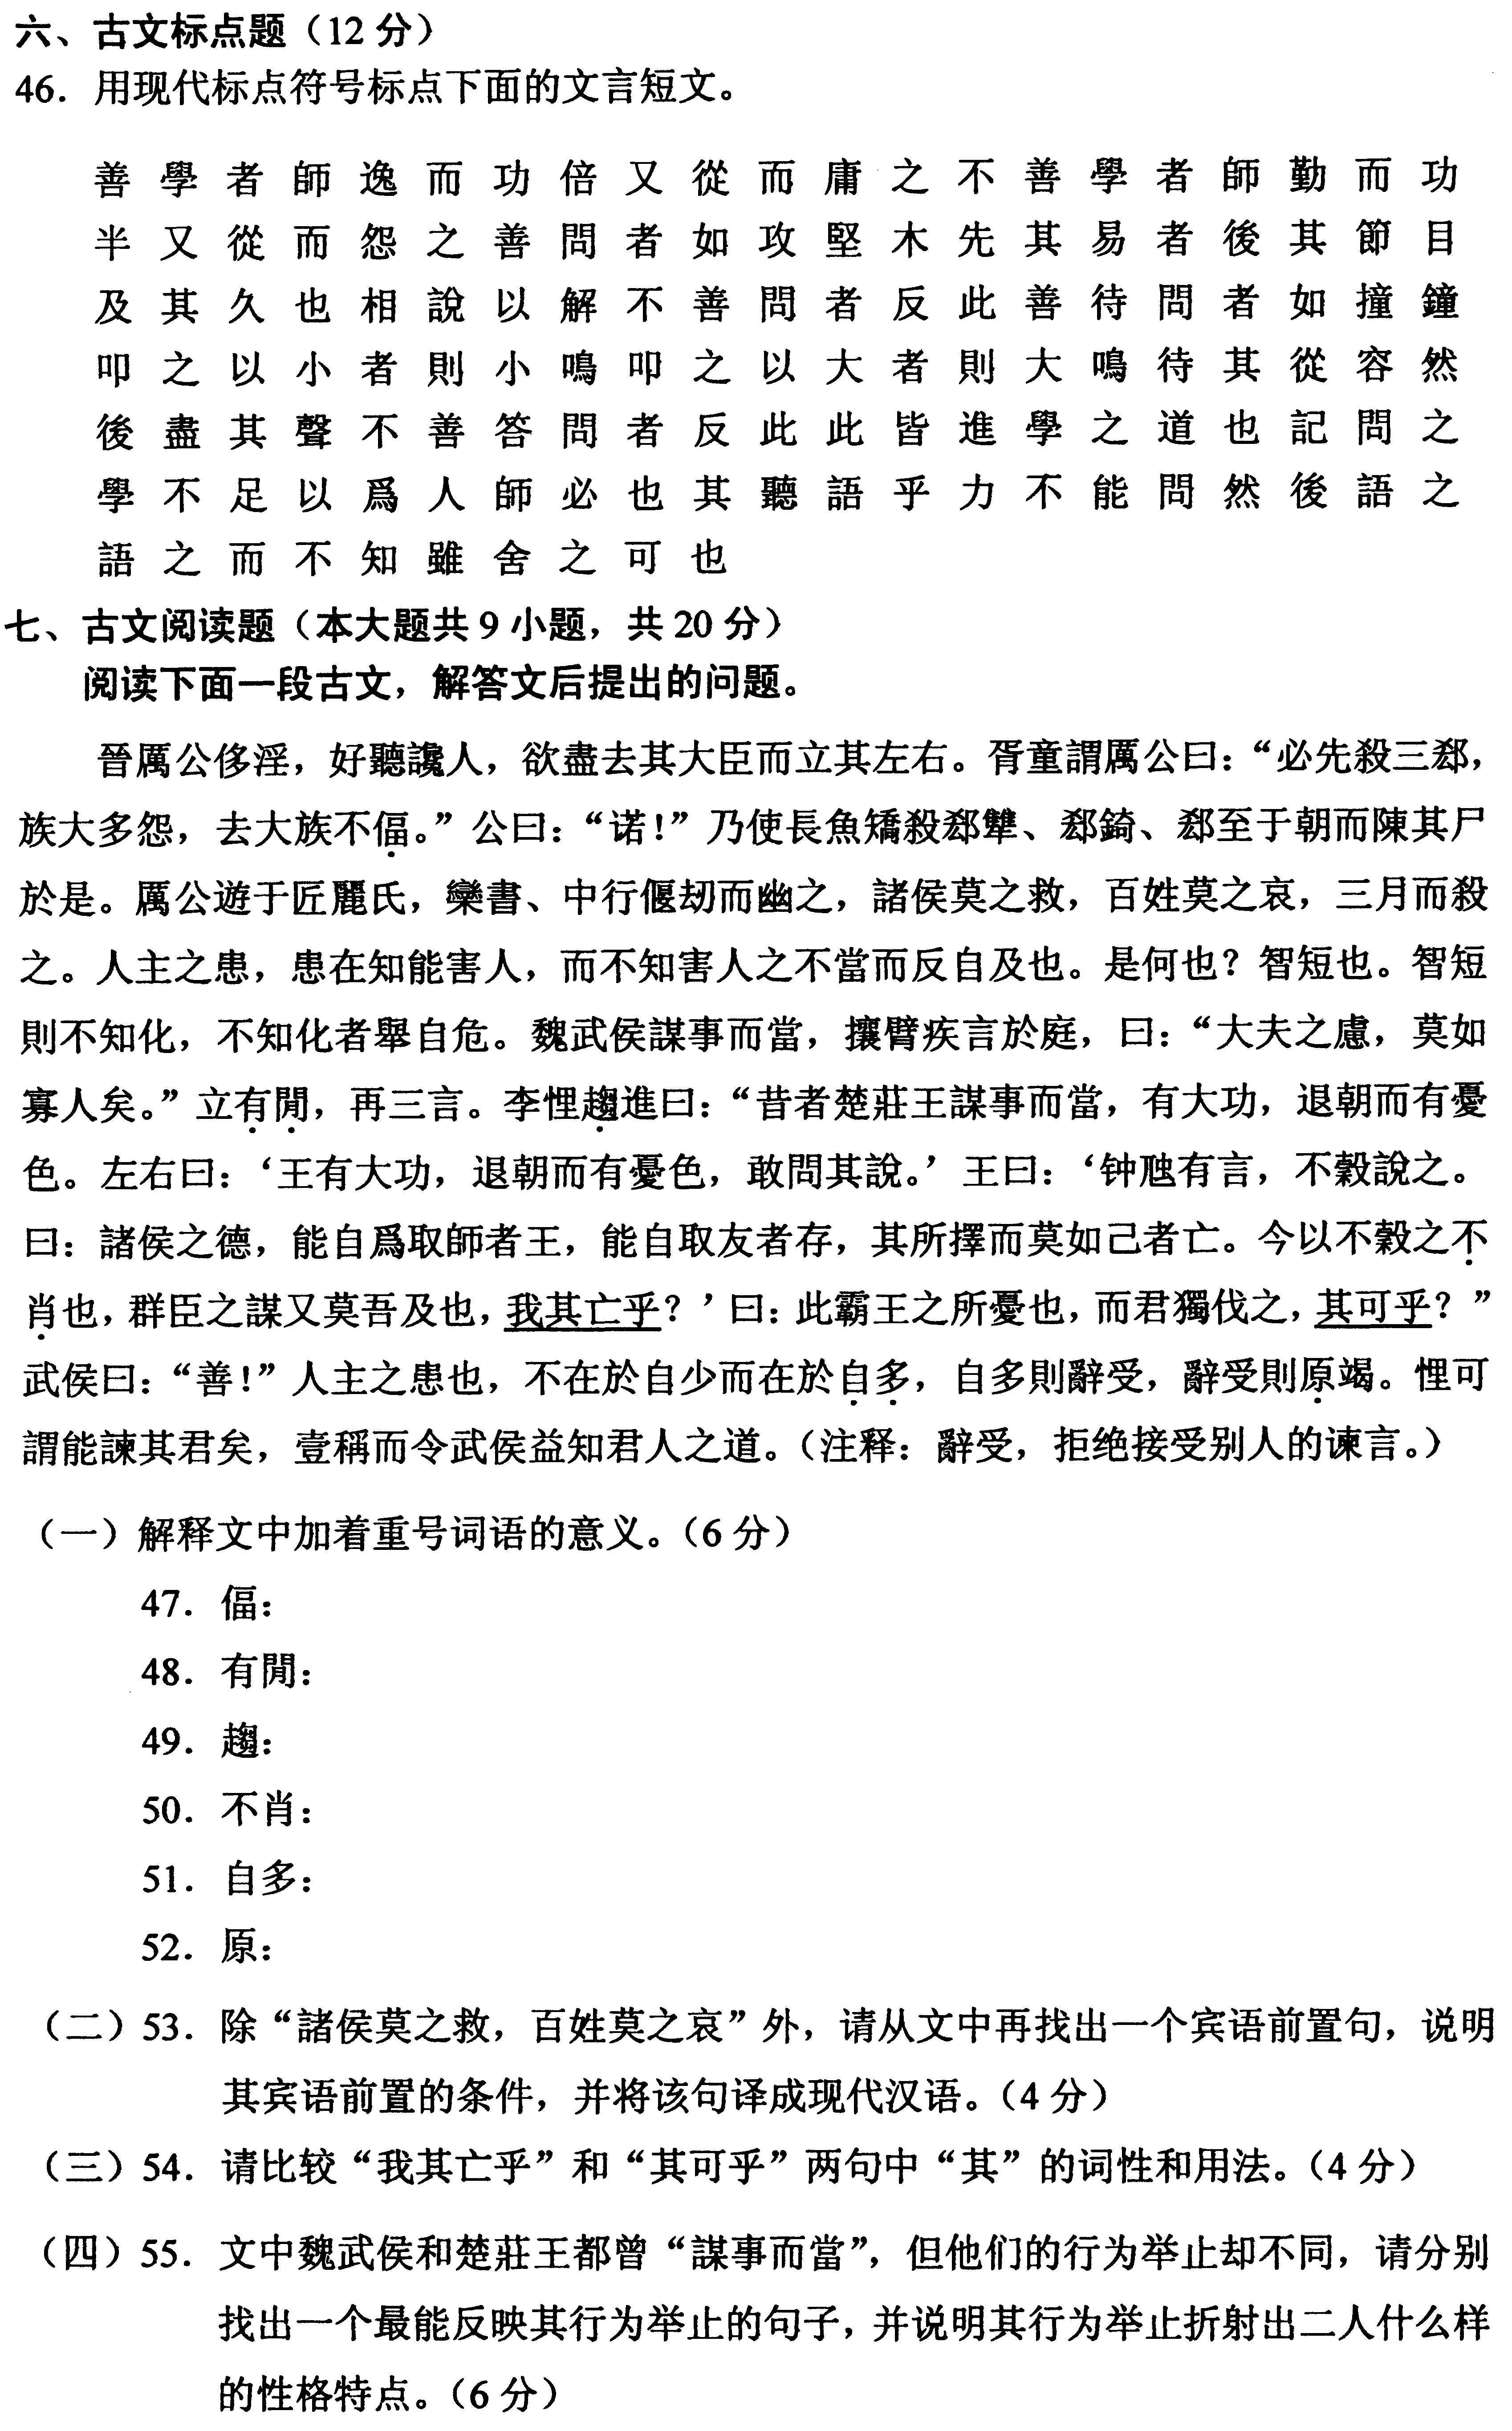 六、古文标点题（12 分）
46．用现代标点符号标点下面的文言短文。
善學者師逸而功倍又從而庸之不善學者師勤而功
半又從而怨之善問者如攻堅木先其易者後其節目
及其久也相說以解不善問者反此善待問者如撞鐘
叩之以小者則小鳴叩之以大者則大鳴待其從容然
後盡其聲不善答問者反此此皆進學之道也記問之
學不足以爲人師必也其聽語乎力不能問然後語之
語之而不知雖舍之可也
七、古文阅读题（本大题共 9 小题，共 20 分）
阅读下面一段古文，解答文后提出的问题。
晉厲公侈淫，好聽讒人，欲盡去其大臣而立其左右。胥童謂厲公曰：“必先殺三郄，
族大多怨，去大族不偪。”公曰：“诺！”乃使長魚矯殺郄犨、郄錡、郄至于朝而陳其尸
於是。厲公遊于匠麗氏，欒書、中行偃劫而幽之，諸侯莫之救，百姓莫之哀，三月而殺
之。人主之患，患在知能害人，而不知害人之不當而反自及也。是何也？智短也。智短
則不知化，不知化者舉自危。魏武侯謀事而當，攘臂疾言於庭，曰：“大夫之慮，莫如
寡人矣。”立有閒，再三言。李悝趨進曰：“昔者楚莊王謀事而當，有大功，退朝而有憂
色。左右曰：‘王有大功，退朝而有憂色，敢問其說。’王曰：‘钟虺有言，不穀說之。
曰：諸侯之德，能自爲取師者王，能自取友者存，其所擇而莫如己者亡。今以不穀之不
肖也，群臣之謀又莫吾及也，我其亡乎？’曰：此霸王之所憂也，而君獨伐之，其可乎？”
武侯曰：“善！”人主之患也，不在於自少而在於自多，自多則辭受，辭受則原竭。悝可
謂能諫其君矣，壹稱而令武侯益知君人之道。（注释：辭受，拒绝接受别人的谏言。）
（一）解释文中加着重号词语的意义。（6 分）
47．偪：
48．有閒：
49．趨：
50．不肖：
51．自多：
52．原：
（二）53．除“諸侯莫之救，百姓莫之哀”外，请从文中再找出一个宾语前置句，说明
其宾语前置的条件，并将该句译成现代汉语。（4 分）
（三）54．请比较“我其亡乎”和“其可乎”两句中“其”的词性和用法。（4 分）
（四）55．文中魏武侯和楚莊王都曾“謀事而當”，但他们的行为举止却不同，请分别
找出一个最能反映其行为举止的句子，并说明其行为举止折射出二人什么样
的性格特点。（6 分）